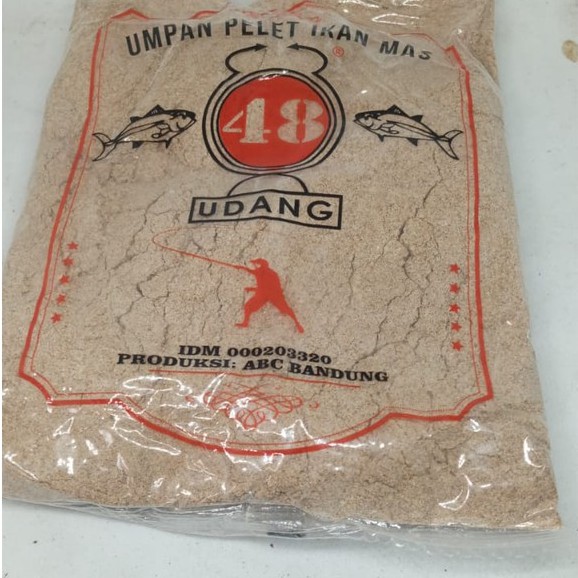 UMPAN PELET IKAN MAS
®
48
UDANG
IDM 000203320
PRODUKSI: ABC BANDUNG